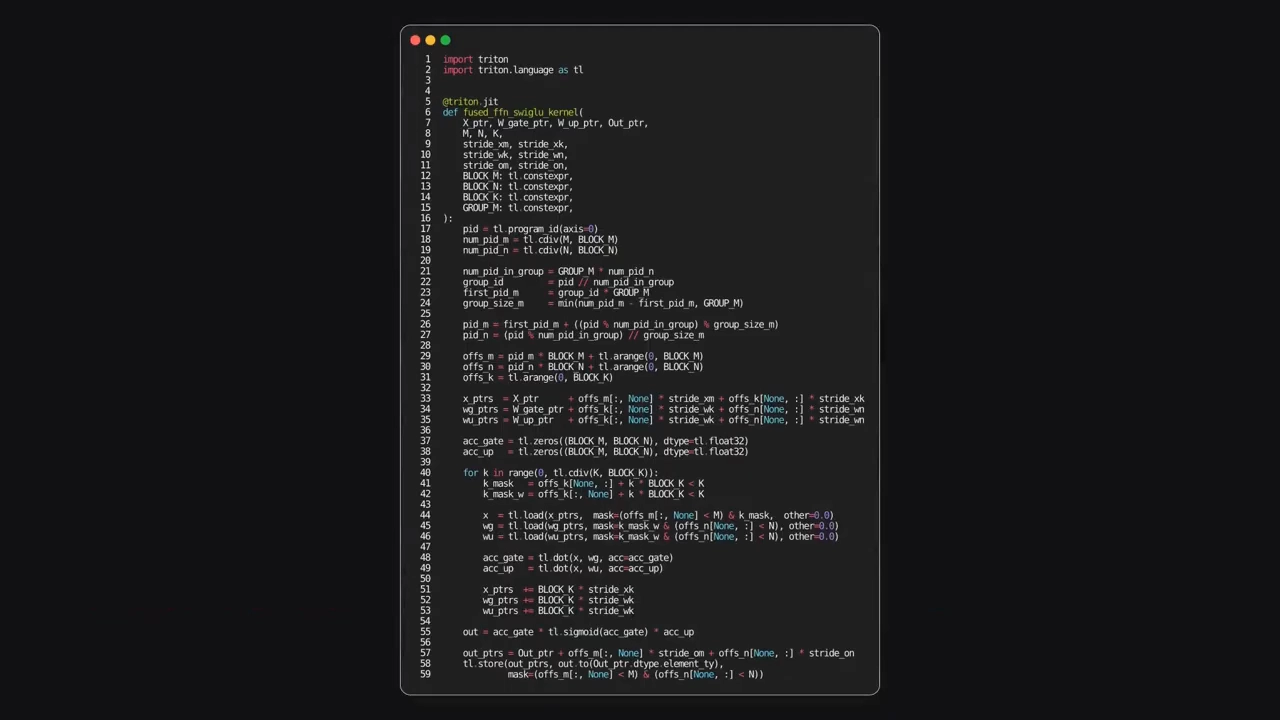 1 import triton
2 import triton.language as tl
3
4
5 @triton.jit
6 def fused_ffn_swiglu_kernel(
7     X_ptr, W_gate_ptr, W_up_ptr, Out_ptr,
8     M, N, K,
9     stride_xm, stride_xk,
10     stride_wk, stride_wn,
11     stride_om, stride_on,
12     BLOCK_M: tl.constexpr,
13     BLOCK_N: tl.constexpr,
14     BLOCK_K: tl.constexpr,
15     GROUP_M: tl.constexpr,
16 ):
17     pid = tl.program_id(axis=0)
18     num_pid_m = tl.cdiv(M, BLOCK_M)
19     num_pid_n = tl.cdiv(N, BLOCK_N)
20
21     num_pid_in_group = GROUP_M * num_pid_n
22     group_id         = pid // num_pid_in_group
23     first_pid_m      = group_id * GROUP_M
24     group_size_m     = min(num_pid_m - first_pid_m, GROUP_M)
25
26     pid_m = first_pid_m + ((pid % num_pid_in_group) % group_size_m)
27     pid_n = (pid % num_pid_in_group) // group_size_m
28
29     offs_m = pid_m * BLOCK_M + tl.arange(0, BLOCK_M)
30     offs_n = pid_n * BLOCK_N + tl.arange(0, BLOCK_N)
31     offs_k = tl.arange(0, BLOCK_K)
32
33     x_ptrs  = X_ptr      + offs_m[:, None] * stride_xm + offs_k[None, :] * stride_xk
34     wg_ptrs = W_gate_ptr + offs_k[:, None] * stride_wk + offs_n[None, :] * stride_wn
35     wu_ptrs = W_up_ptr   + offs_k[:, None] * stride_wk + offs_n[None, :] * stride_wn
36
37     acc_gate = tl.zeros((BLOCK_M, BLOCK_N), dtype=tl.float32)
38     acc_up   = tl.zeros((BLOCK_M, BLOCK_N), dtype=tl.float32)
39
40     for k in range(0, tl.cdiv(K, BLOCK_K)):
41         k_mask   = offs_k[None, :] + k * BLOCK_K < K
42         k_mask_w = offs_k[:, None] + k * BLOCK_K < K
43
44         x  = tl.load(x_ptrs,  mask=(offs_m[:, None] < M) & k_mask,  other=0.0)
45         wg = tl.load(wg_ptrs, mask=k_mask_w & (offs_n[None, :] < N), other=0.0)
46         wu = tl.load(wu_ptrs, mask=k_mask_w & (offs_n[None, :] < N), other=0.0)
47
48         acc_gate = tl.dot(x, wg, acc=acc_gate)
49         acc_up   = tl.dot(x, wu, acc=acc_up)
50
51         x_ptrs  += BLOCK_K * stride_xk
52         wg_ptrs += BLOCK_K * stride_wk
53         wu_ptrs += BLOCK_K * stride_wk
54
55     out = acc_gate * tl.sigmoid(acc_gate) * acc_up
56
57     out_ptrs = Out_ptr + offs_m[:, None] * stride_om + offs_n[None, :] * stride_on
58     tl.store(out_ptrs, out.to(Out_ptr.dtype.element_ty),
59              mask=(offs_m[:, None] < M) & (offs_n[None, :] < N))